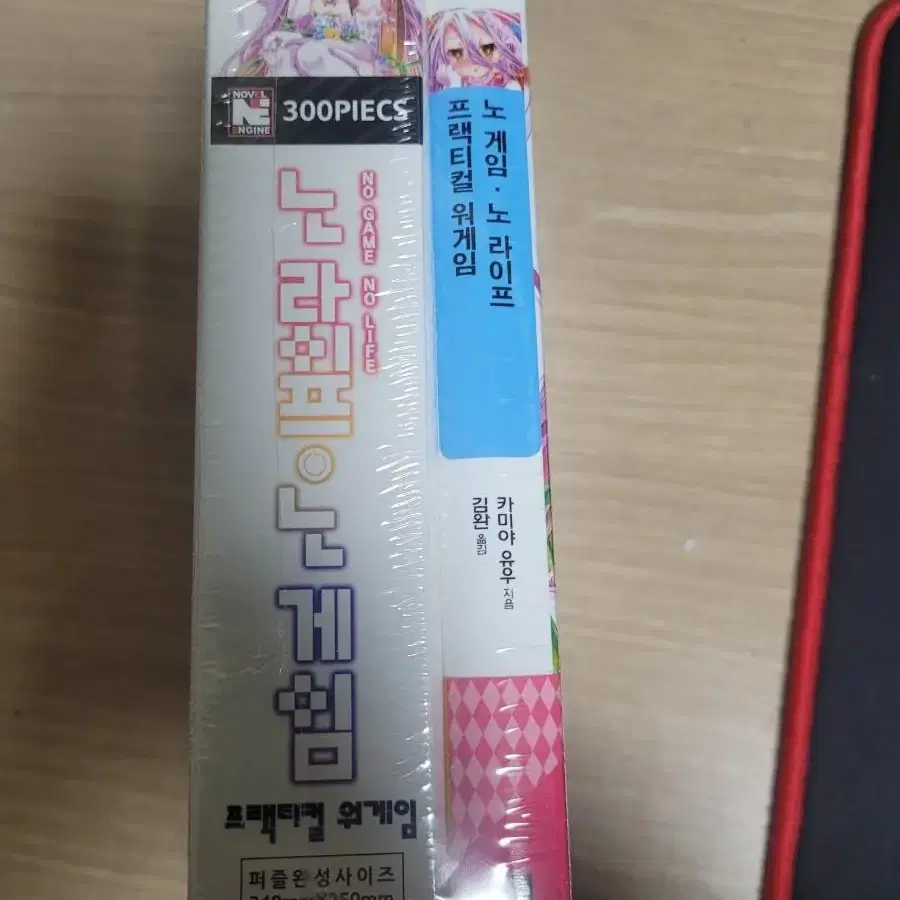 NOVEL
NE
ENGINE
300PIECS
NO GAME NO LIFE
노 라이프 노 게임
프랙티컬 워게임
퍼즐완성사이즈
노 게임 · 노 라이프
프랙티컬 워게임
카미야 유우 지음
김완 옮김